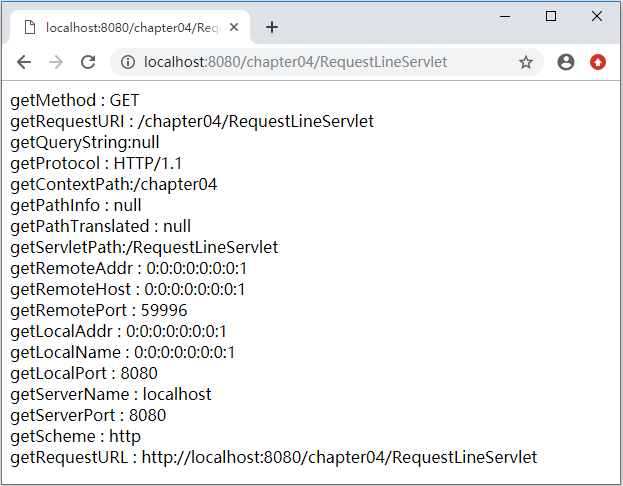 localhost:8080/chapter04/Req
localhost:8080/chapter04/RequestLineServlet
getMethod : GET
getRequestURI : /chapter04/RequestLineServlet
getQueryString:null
getProtocol : HTTP/1.1
getContextPath:/chapter04
getPathInfo : null
getPathTranslated : null
getServletPath:/RequestLineServlet
getRemoteAddr : 0:0:0:0:0:0:0:1
getRemoteHost : 0:0:0:0:0:0:0:1
getRemotePort : 59996
getLocalAddr : 0:0:0:0:0:0:0:1
getLocalName : 0:0:0:0:0:0:0:1
getLocalPort : 8080
getServerName : localhost
getServerPort : 8080
getScheme : http
getRequestURL : http://localhost:8080/chapter04/RequestLineServlet